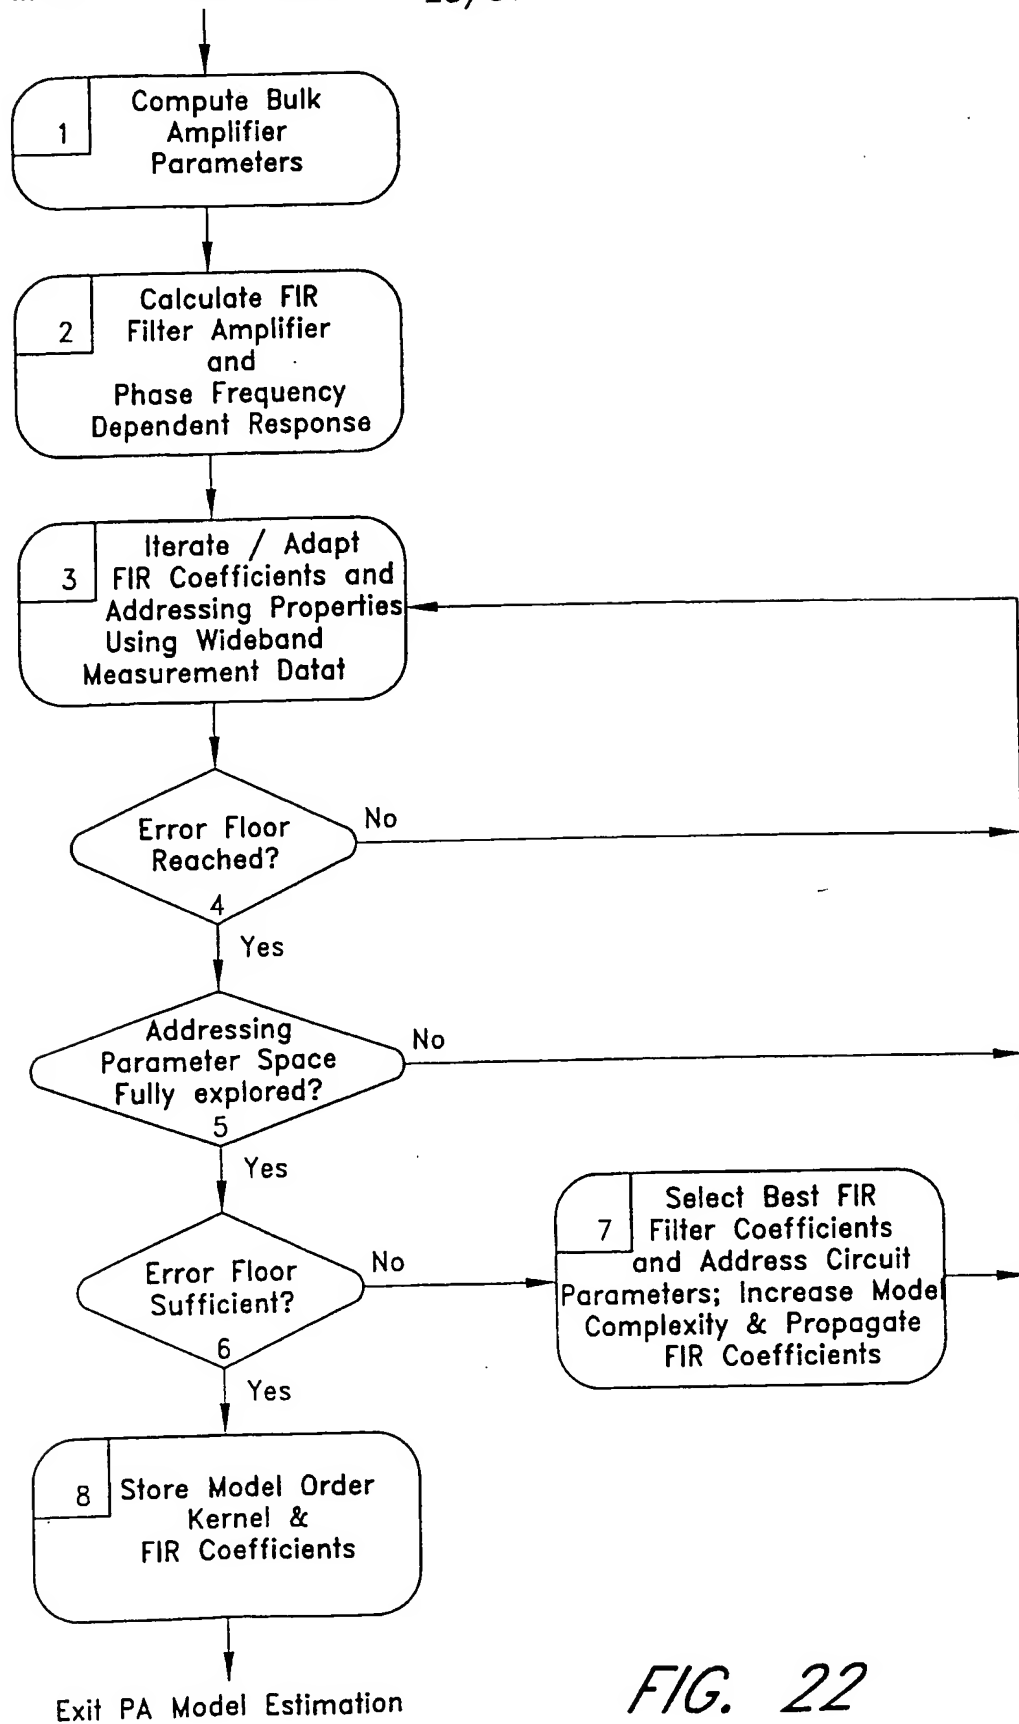 1
Compute Bulk
Amplifier
Parameters
2
Calculate FIR
Filter Amplifier
and
Phase Frequency
Dependent Response
3
Iterate / Adapt
FIR Coefficients and
Addressing Properties
Using Wideband
Measurement Datat
Error Floor
Reached?
4
No
Yes
Addressing
Parameter Space
Fully explored?
5
No
Yes
Error Floor
Sufficient?
6
No
Yes
7
Select Best FIR
Filter Coefficients
and Address Circuit
Parameters; Increase Model
Complexity & Propagate
FIR Coefficients
8
Store Model Order
Kernel &
FIR Coefficients
Exit PA Model Estimation
FIG. 22